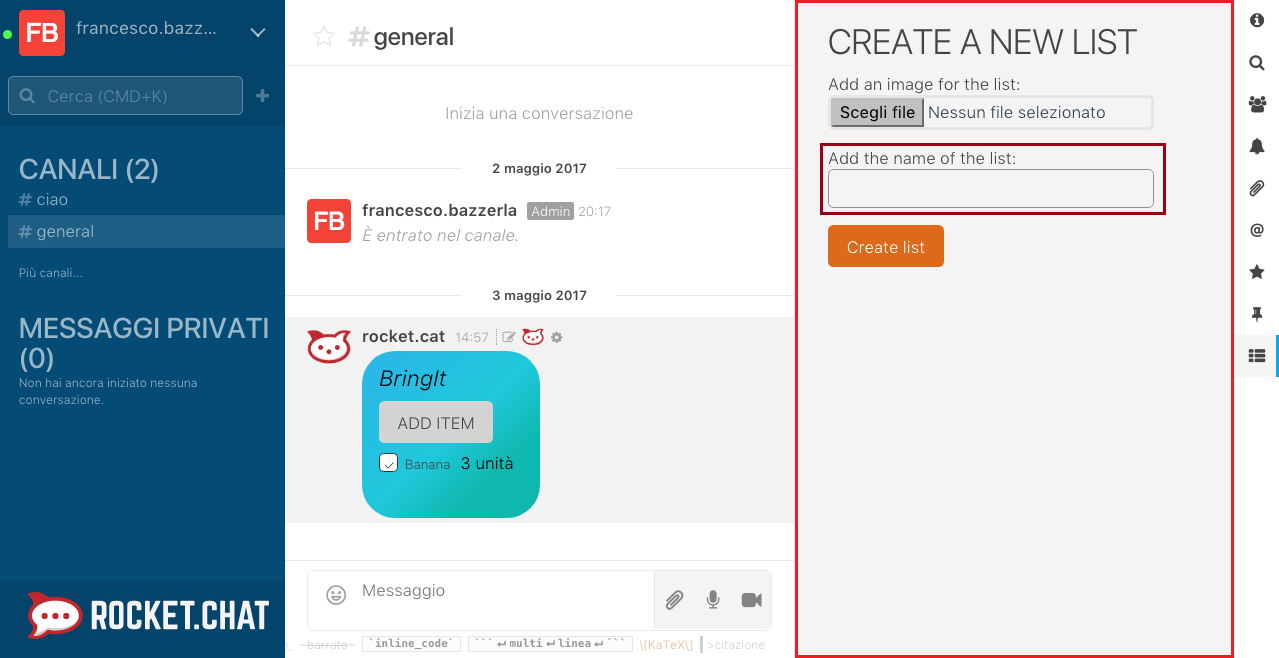 FB
francesco.bazz...
Cerca (CMD+K)
CANALI (2)
# ciao
# general
Più canali...
MESSAGGI PRIVATI
(0)
Non hai ancora iniziato nessuna
conversazione.
ROCKET.CHAT
#general
Inizia una conversazione
2 maggio 2017
FB
francesco.bazzerla Admin 20:17
È entrato nel canale.
3 maggio 2017
rocket.cat 14:57
BringIt
ADD ITEM
Banana 3 unità
Messaggio
~barrato~ `inline_code` ```↵multi↵linea↵``` \[KaTeX\] >citazione
CREATE A NEW LIST
Add an image for the list:
Scegli file Nessun file selezionato
Add the name of the list:
Create list
@